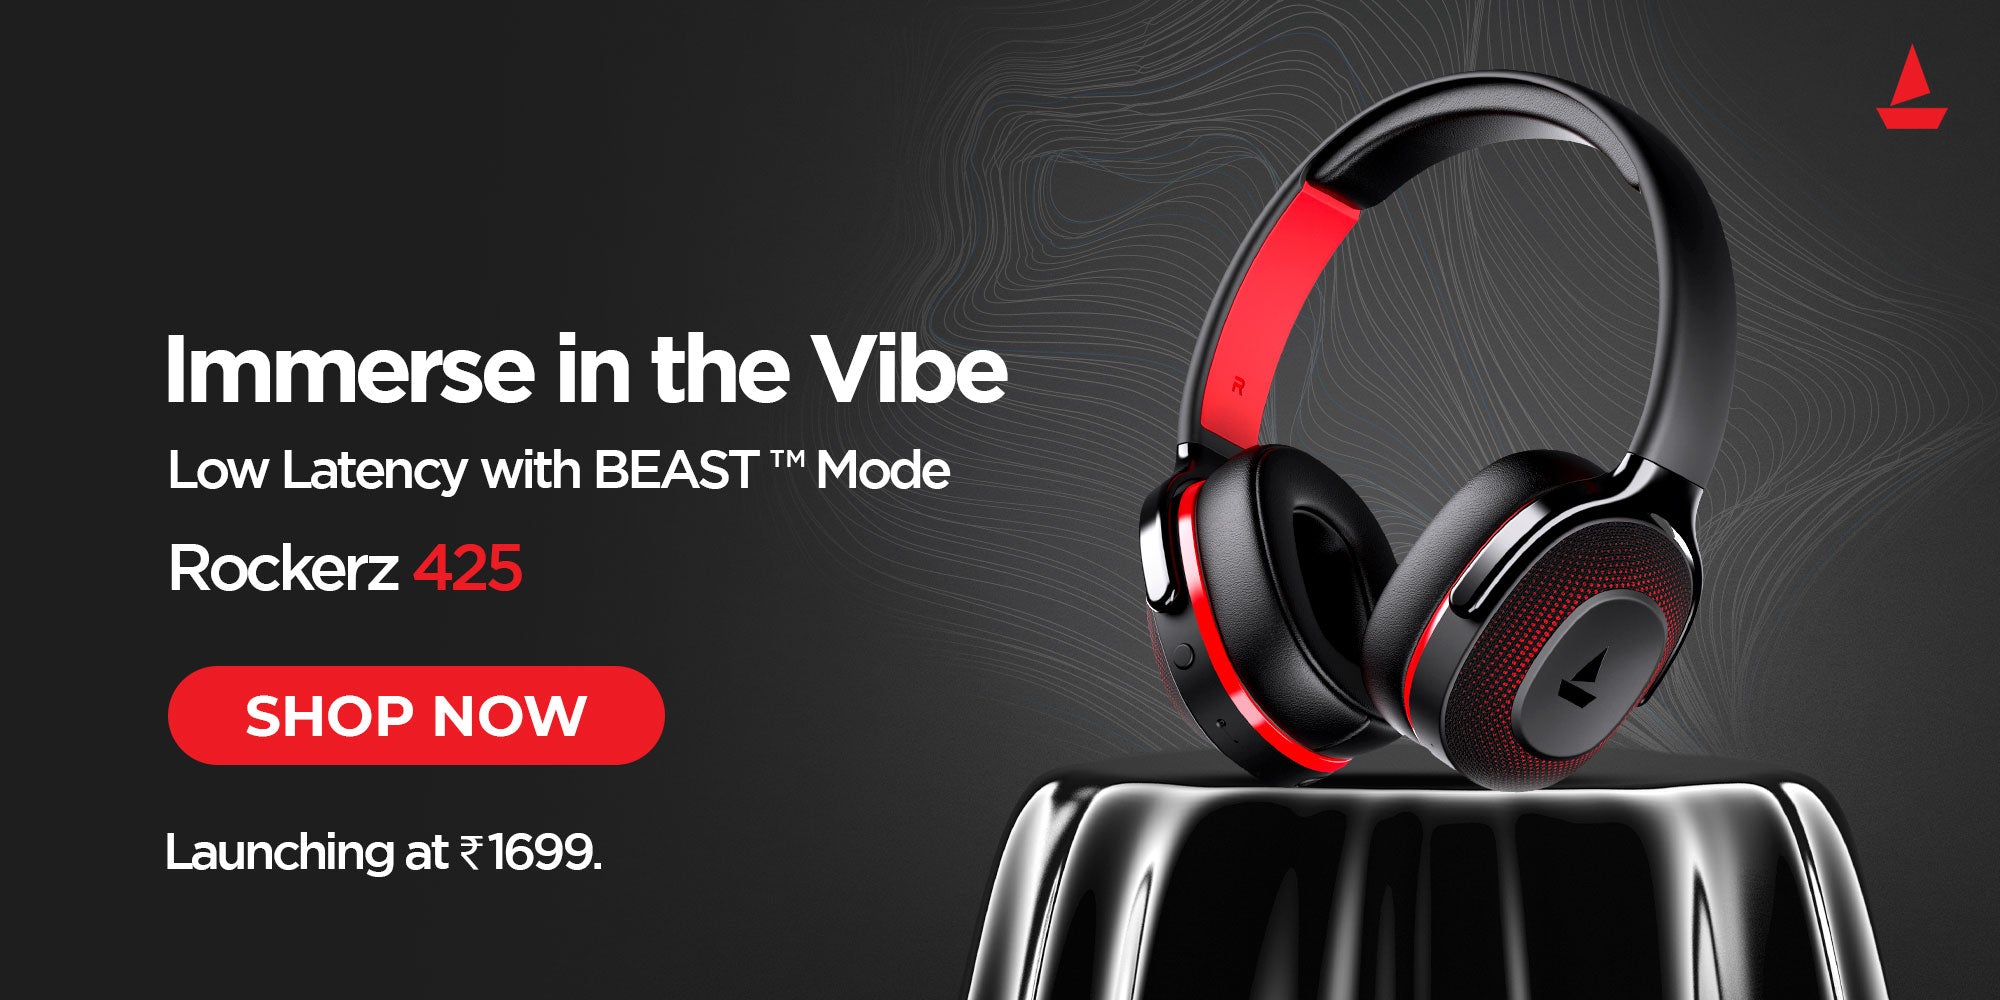 Immerse in the Vibe
Low Latency with BEAST™ Mode
Rockerz 425
SHOP NOW
Launching at ₹1699.
R